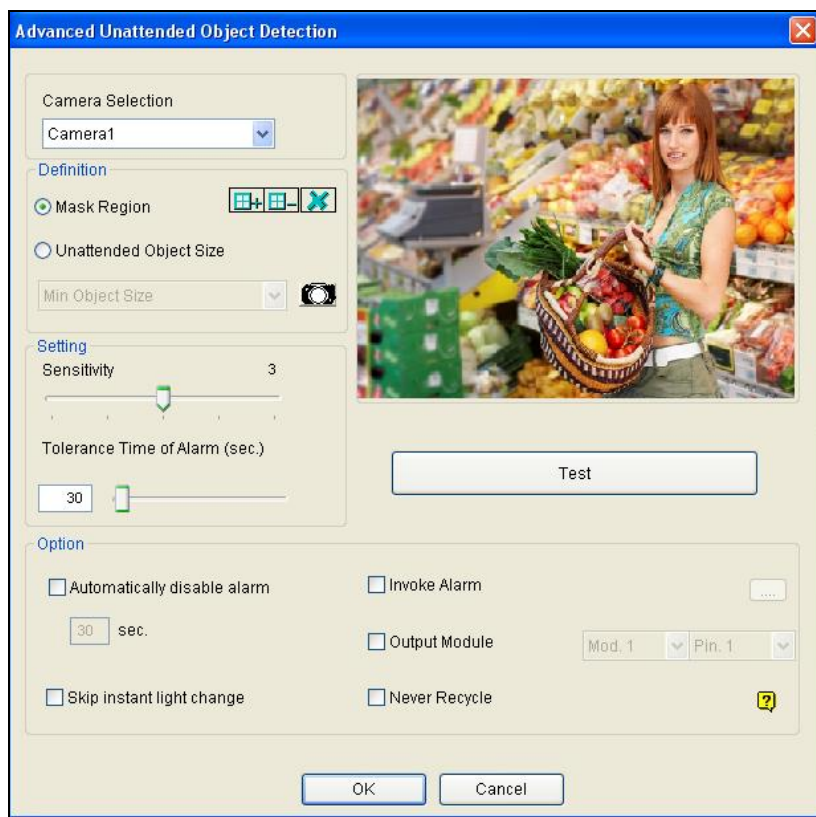 Advanced Unattended Object Detection
Camera Selection
Camera1
Definition
Mask Region
Unattended Object Size
Min Object Size
Setting
Sensitivity 3
Tolerance Time of Alarm (sec.)
30
Test
Option
Automatically disable alarm
30 sec.
Skip instant light change
Invoke Alarm
....
Output Module Mod. 1 Pin. 1
Never Recycle
?
OK Cancel